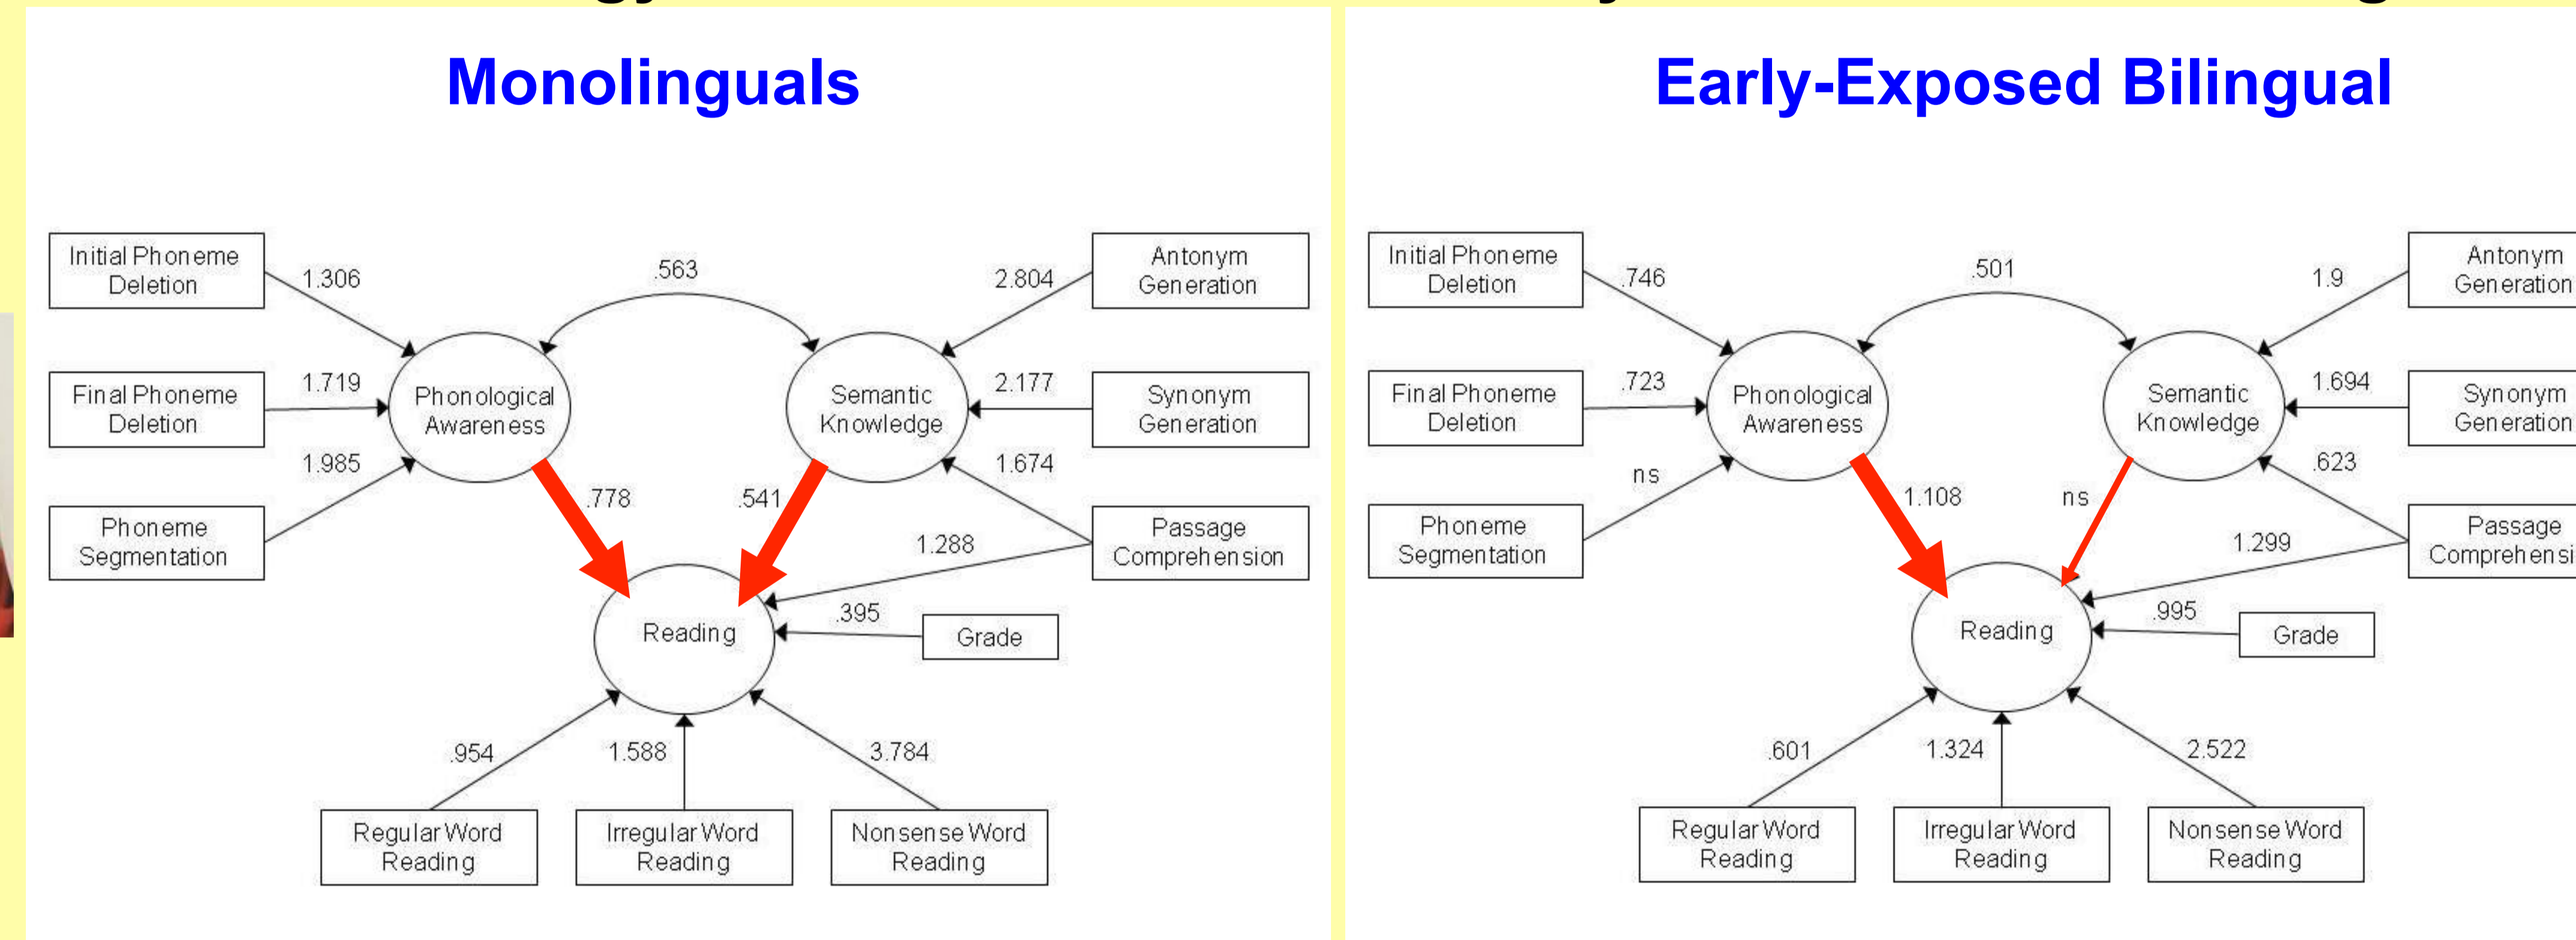 Monolinguals
Initial Phoneme
Deletion
1.306
.563
2.804
Antonym
Generation
Final Phoneme
Deletion
1.719
Phonological
Awareness
Semantic
Knowledge
2.177
Synonym
Generation
1.985
1.674
Phoneme
Segmentation
.778
.541
Passage
Comprehension
1.288
Reading
.395
Grade
.954
1.588
3.784
Regular Word
Reading
Irregular Word
Reading
Nonsense Word
Reading
Early-Exposed Bilingual
Initial Phoneme
Deletion
.746
.501
1.9
Antonym
Generation
Final Phoneme
Deletion
.723
Phonological
Awareness
Semantic
Knowledge
1.694
Synonym
Generation
ns
.623
Phoneme
Segmentation
1.108
ns
Passage
1.299
Reading
.995
Grade
.601
1.324
2.522
Regular Word
Reading
Irregular Word
Reading
Nonsense Word
Reading